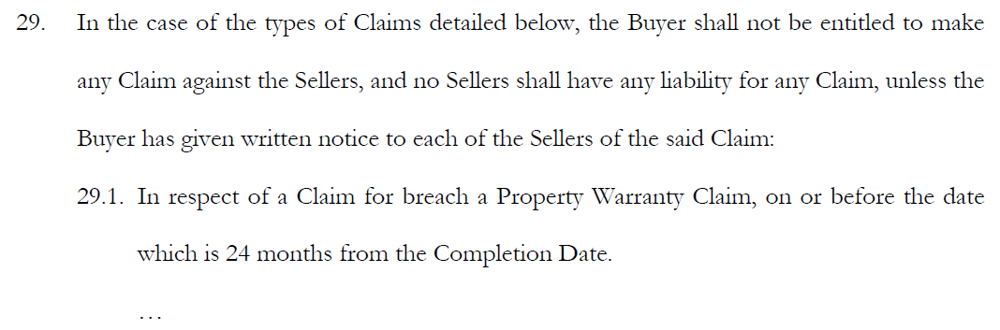 29. In the case of the types of Claims detailed below, the Buyer shall not be entitled to make
any Claim against the Sellers, and no Sellers shall have any liability for any Claim, unless the
Buyer has given written notice to each of the Sellers of the said Claim:
29.1. In respect of a Claim for breach a Property Warranty Claim, on or before the date
which is 24 months from the Completion Date.
…